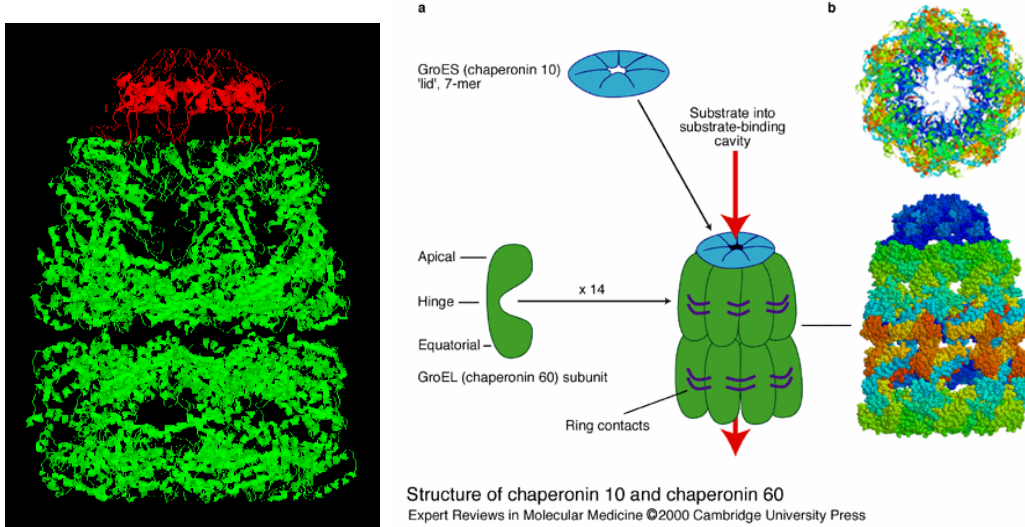 a
b
GroES (chaperonin 10)
'lid', 7-mer
Substrate into
substrate-binding
cavity
Apical
Hinge
x 14
Equatorial
GroEL (chaperonin 60) subunit
Ring contacts
Structure of chaperonin 10 and chaperonin 60
Expert Reviews in Molecular Medicine ©2000 Cambridge University Press